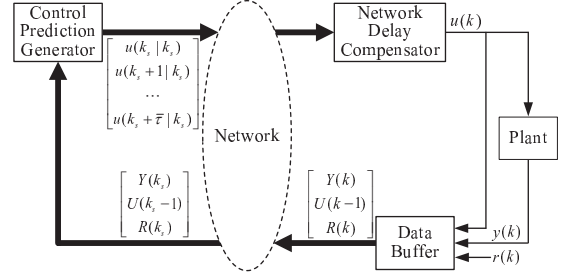 Control
Prediction
Generator
u(k_s | k_s)
u(k_s+1 | k_s)
...
u(k_s+τ̄ | k_s)
Network
Network
Delay
Compensator
u(k)
Plant
Y(k_s)
U(k_s−1)
R(k_s)
Y(k)
U(k−1)
R(k)
Data
Buffer
y(k)
r(k)